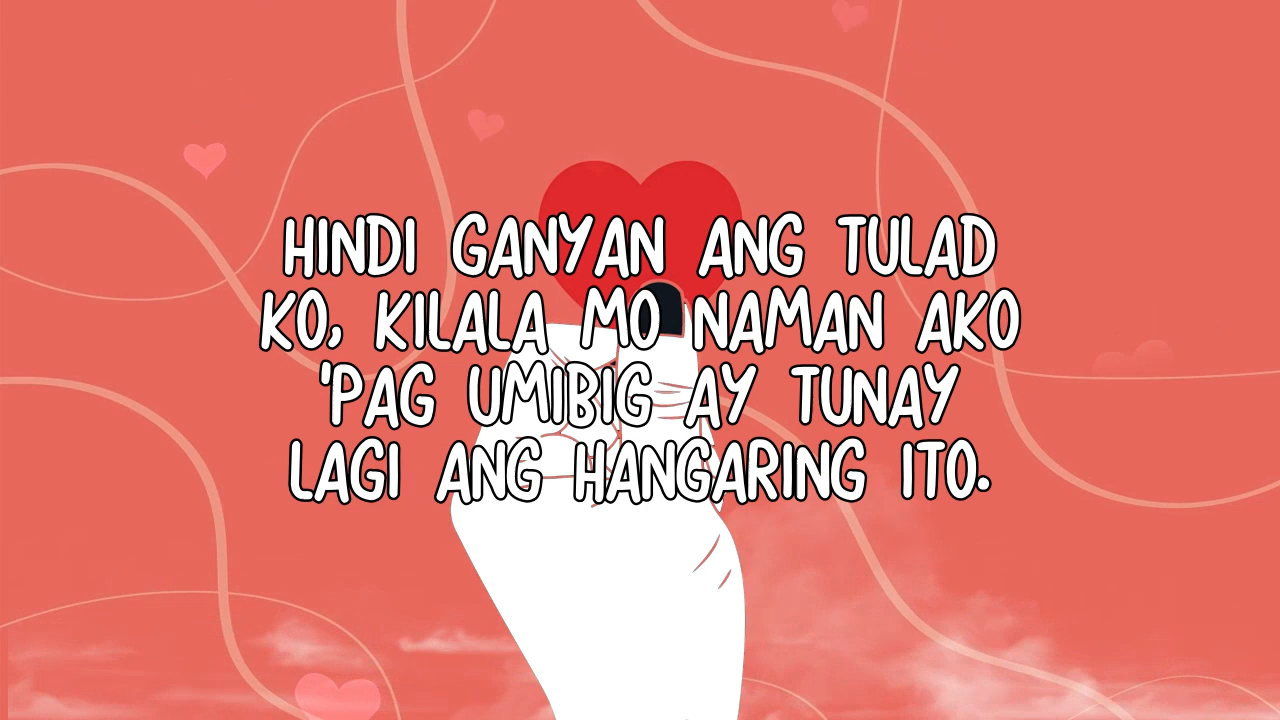 HINDI GANYAN ANG TULAD
KO, KILALA MO NAMAN AKO
'PAG UMIBIG AY TUNAY
LAGI ANG HANGARING ITO.